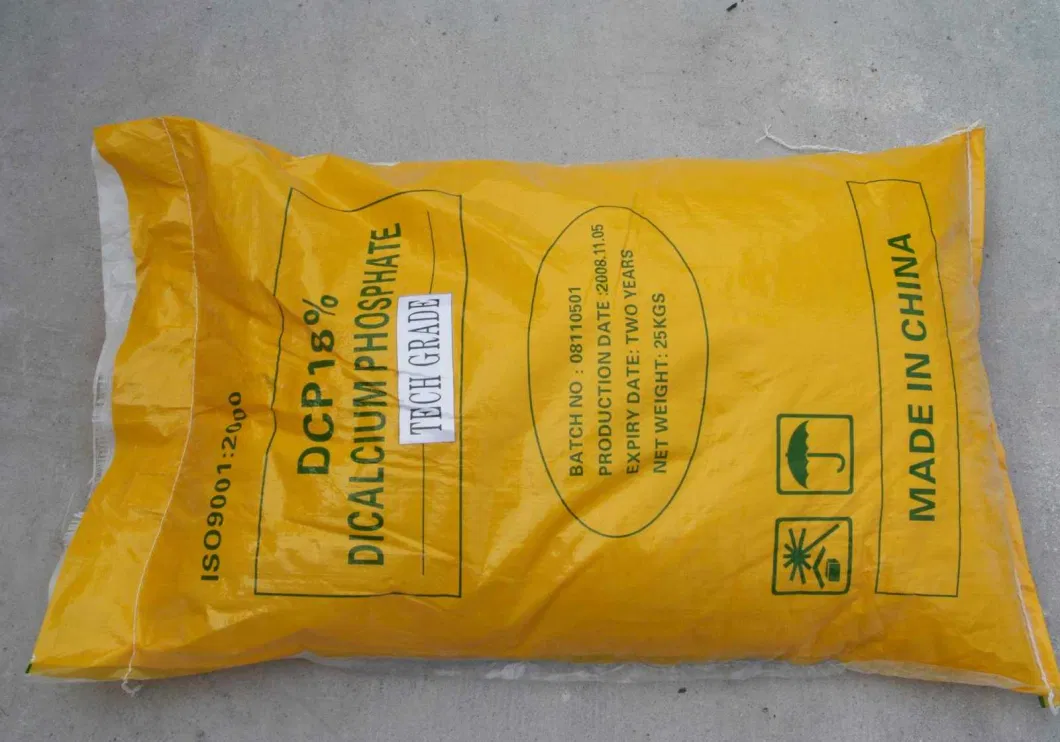 ISO9001:2000
DCP18%
DICALCIUM PHOSPHATE
TECH GRADE
BATCH NO : 08110501
PRODUCTION DATE :2008.11.05
EXPIRY DATE: TWO YEARS
NET WEIGHT: 25KGS
MADE IN CHINA